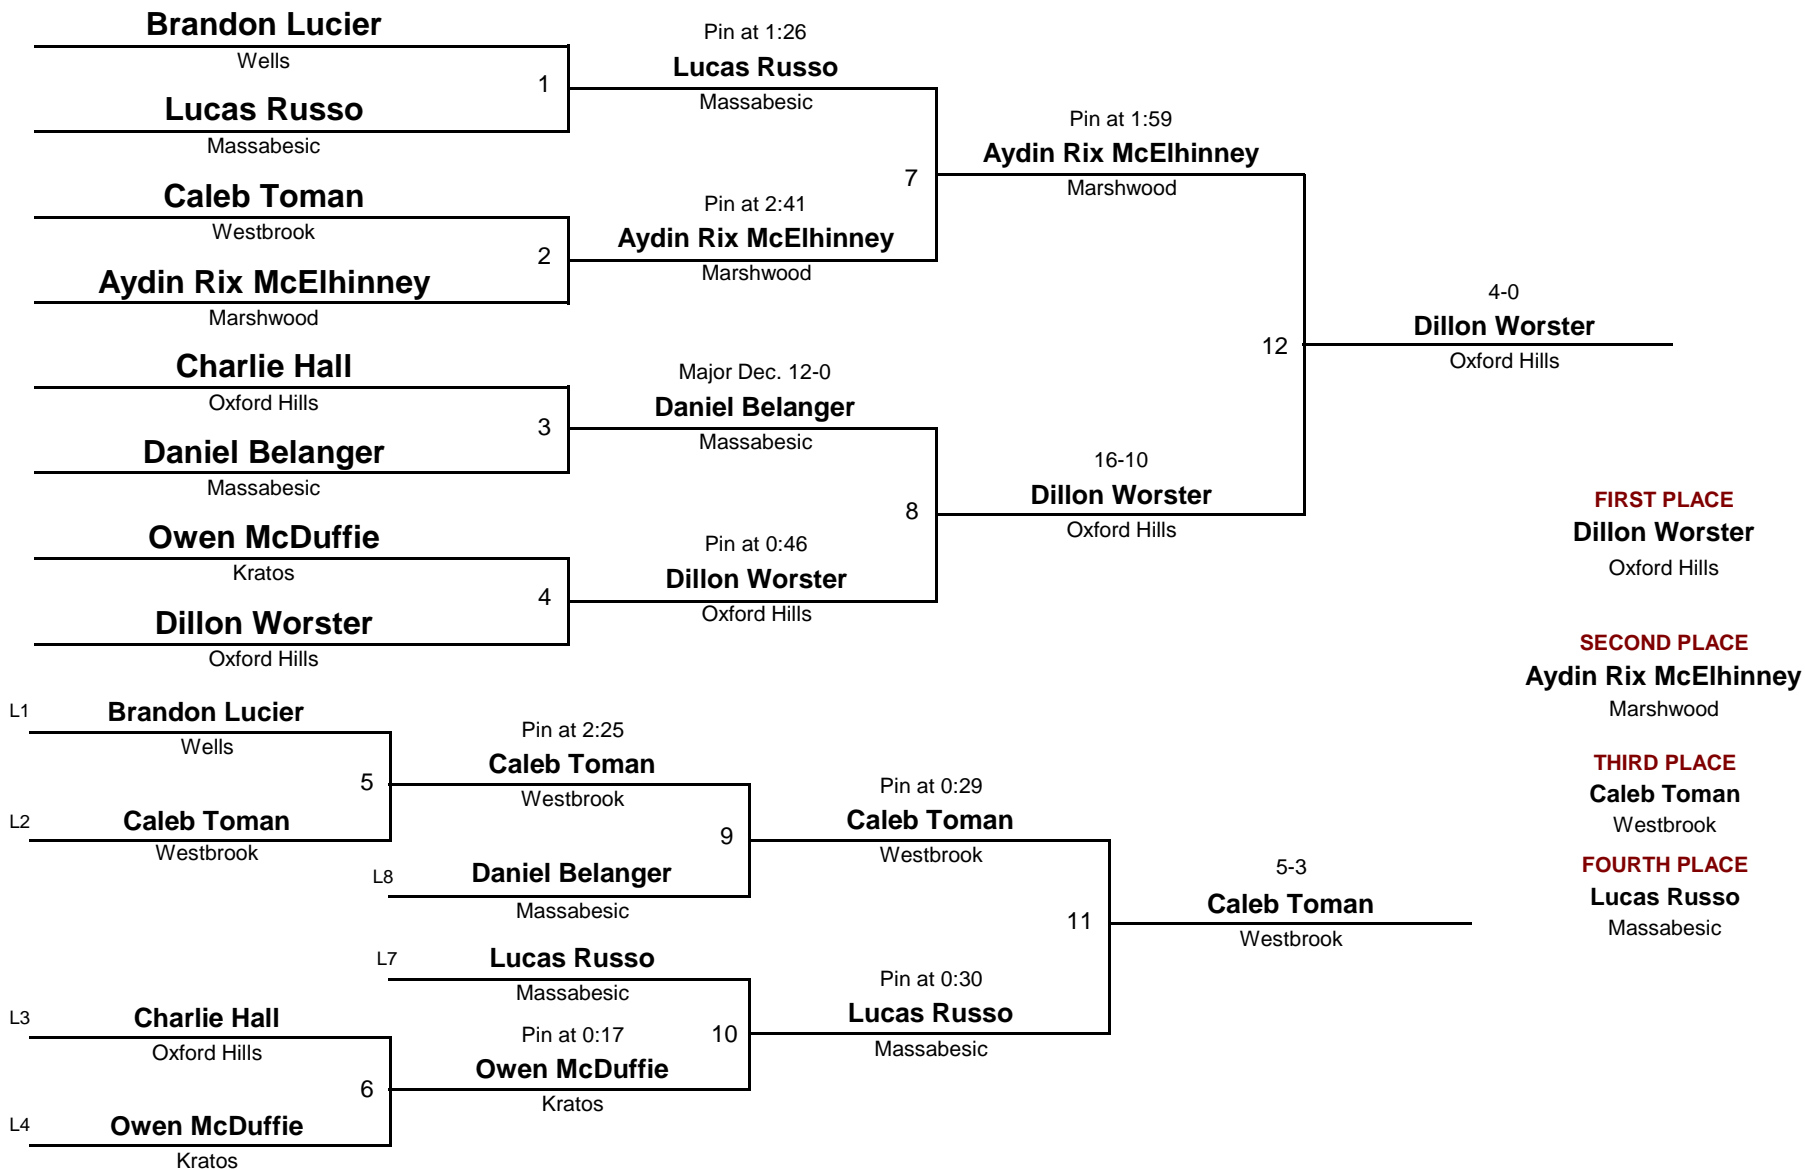 Brandon Lucier
Wells
1
Lucas Russo
Massabesic
Caleb Toman
Westbrook
2
Aydin Rix McElhinney
Marshwood
Charlie Hall
Oxford Hills
3
Daniel Belanger
Massabesic
Owen McDuffie
Kratos
4
Dillon Worster
Oxford Hills
Pin at 1:26
Lucas Russo
Massabesic
7
Pin at 2:41
Aydin Rix McElhinney
Marshwood
Major Dec. 12-0
Daniel Belanger
Massabesic
8
Pin at 0:46
Dillon Worster
Oxford Hills
Pin at 1:59
Aydin Rix McElhinney
Marshwood
12
16-10
Dillon Worster
Oxford Hills
4-0
Dillon Worster
Oxford Hills
FIRST PLACE
Dillon Worster
Oxford Hills
SECOND PLACE
Aydin Rix McElhinney
Marshwood
THIRD PLACE
Caleb Toman
Westbrook
FOURTH PLACE
Lucas Russo
Massabesic
L1 Brandon Lucier
Wells
5
L2 Caleb Toman
Westbrook
Pin at 2:25
Caleb Toman
Westbrook
9
L8 Daniel Belanger
Massabesic
L7 Lucas Russo
Massabesic
10
L3 Charlie Hall
Oxford Hills
6
L4 Owen McDuffie
Kratos
Pin at 0:17
Owen McDuffie
Kratos
Pin at 0:29
Caleb Toman
Westbrook
11
Pin at 0:30
Lucas Russo
Massabesic
5-3
Caleb Toman
Westbrook